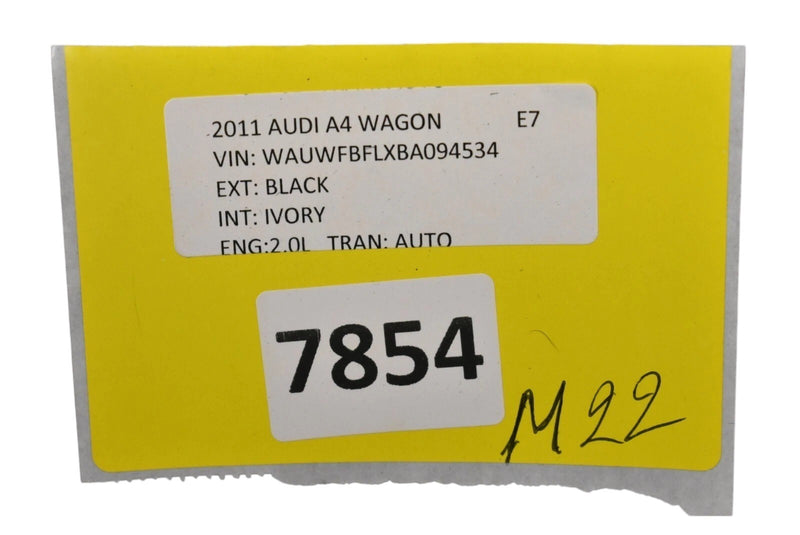 2011 AUDI A4 WAGON E7
VIN: WAUWFBFLXBA094534
EXT: BLACK
INT: IVORY
ENG:2.0L TRAN: AUTO
7854
M22